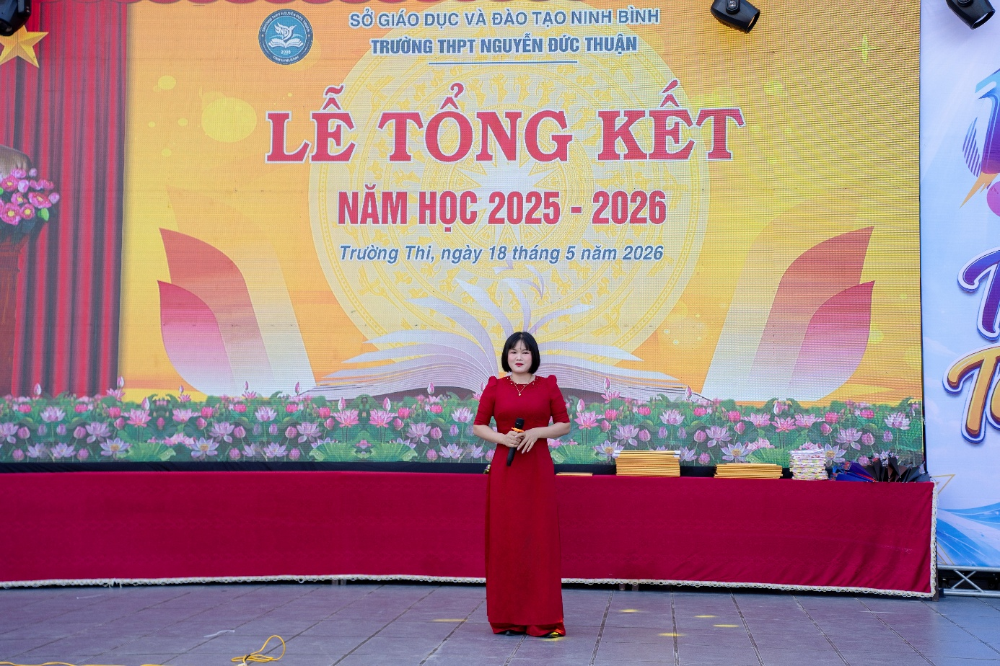 SỞ GIÁO DỤC VÀ ĐÀO TẠO NINH BÌNH
TRƯỜNG THPT NGUYỄN ĐỨC THUẬN
LỄ TỔNG KẾT
NĂM HỌC 2025 - 2026
Trường Thi, ngày 18 tháng 5 năm 2026